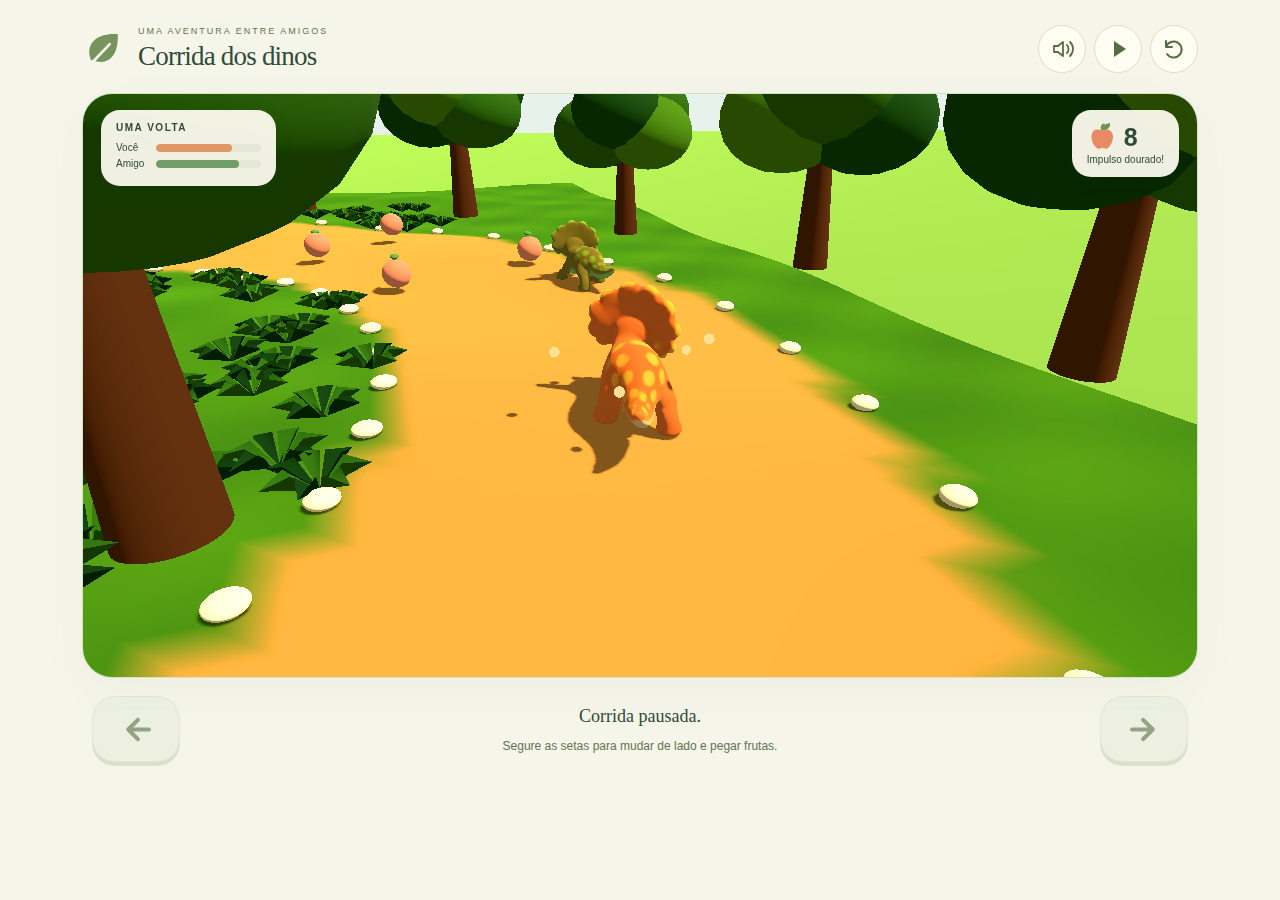 UMA AVENTURA ENTRE AMIGOS
Corrida dos dinos
UMA VOLTA
Você
Amigo
8
Impulso dourado!
Corrida pausada.
Segure as setas para mudar de lado e pegar frutas.